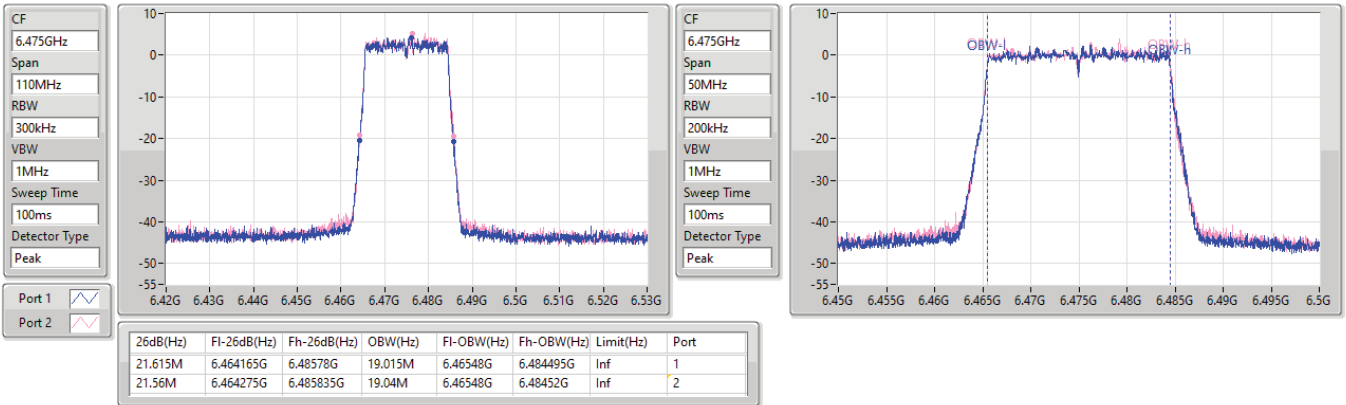 CF
6.475GHz
Span
110MHz
RBW
300kHz
VBW
1MHz
Sweep Time
100ms
Detector Type
Peak
Port 1
Port 2
10
0
-10
-20
-30
-40
-50
-55
6.42G 6.43G 6.44G 6.45G 6.46G 6.47G 6.48G 6.49G 6.5G 6.51G 6.52G 6.53G
CF
6.475GHz
Span
50MHz
RBW
200kHz
VBW
1MHz
Sweep Time
100ms
Detector Type
Peak
10
0
-10
-20
-30
-40
-50
-55
OBW-l
OBW-h
6.45G 6.455G 6.46G 6.465G 6.47G 6.475G 6.48G 6.485G 6.49G 6.495G 6.5G
26dB(Hz) Fl-26dB(Hz) Fh-26dB(Hz) OBW(Hz) Fl-OBW(Hz) Fh-OBW(Hz) Limit(Hz) Port
21.615M 6.464165G 6.48578G 19.015M 6.46548G 6.484495G Inf 1
21.56M 6.464275G 6.485835G 19.04M 6.46548G 6.48452G Inf 2